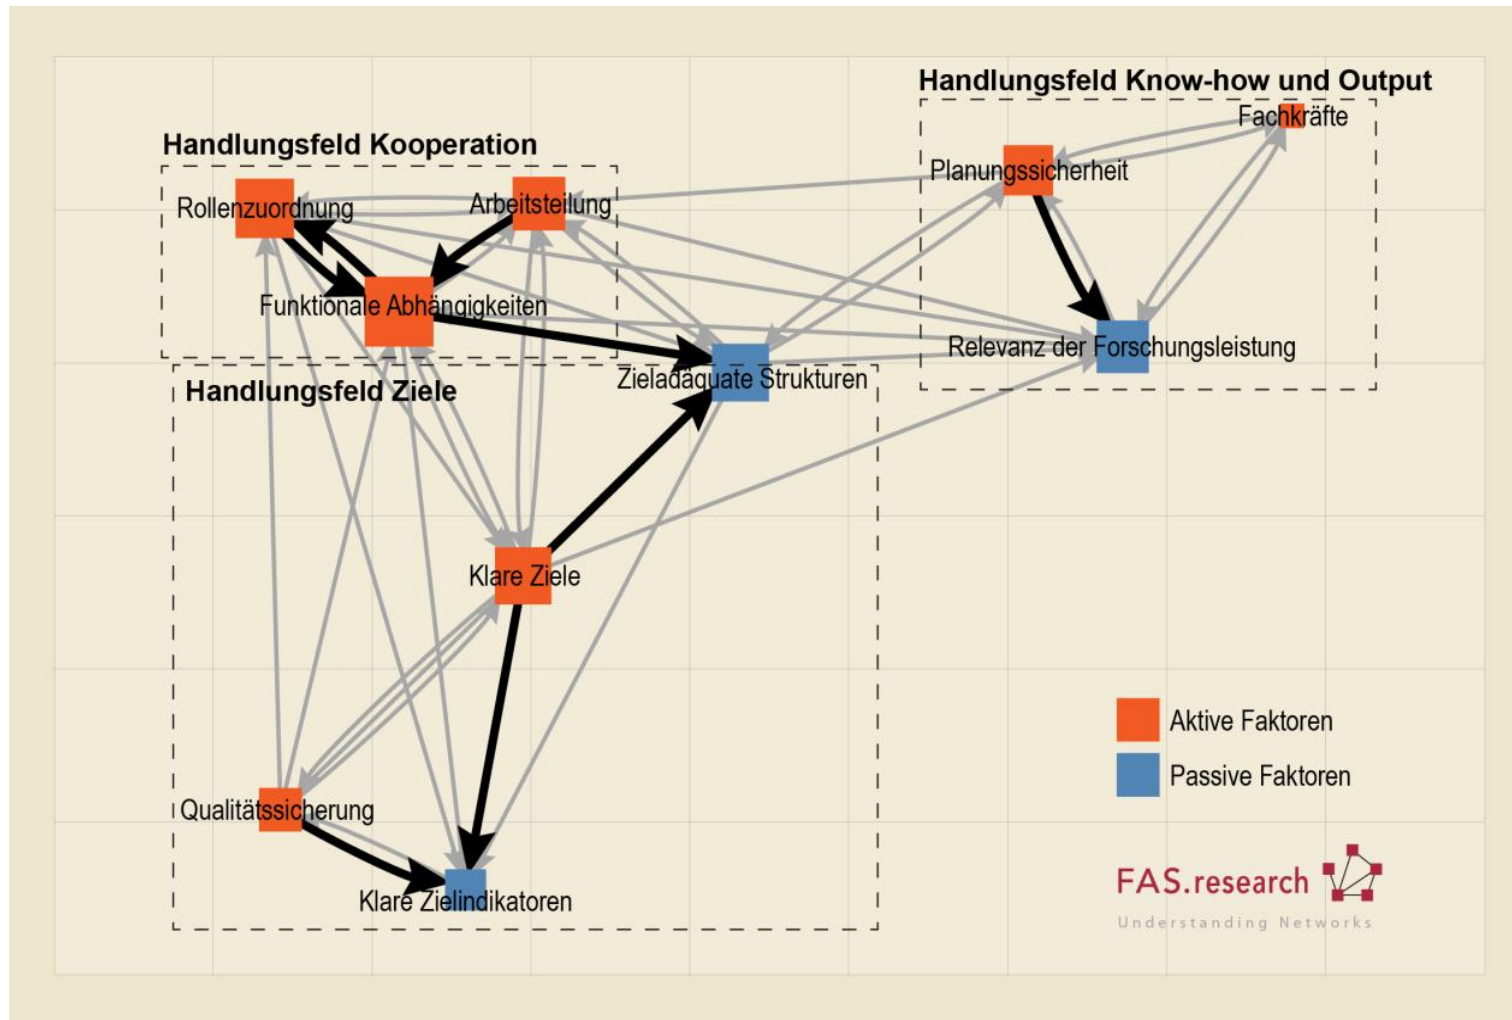 Handlungsfeld Know-how und Output
Fachkräfte
Handlungsfeld Kooperation
Planungssicherheit
Rollenzuordnung
Arbeitsteilung
Funktionale Abhängigkeiten
Relevanz der Forschungsleistung
Zieladäquate Strukturen
Handlungsfeld Ziele
Klare Ziele
Aktive Faktoren
Passive Faktoren
Qualitätssicherung
Klare Zielindikatoren
FAS.research
Understanding Networks